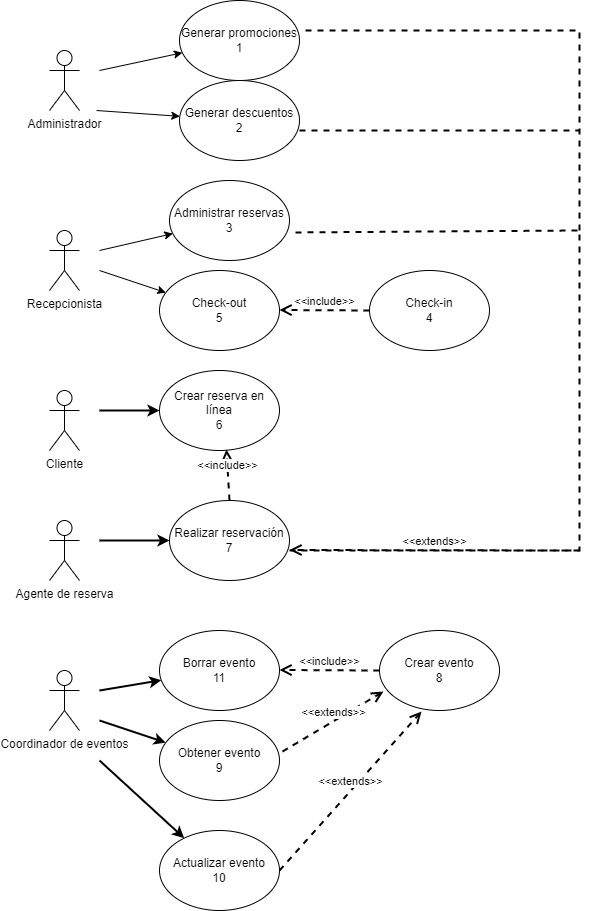 Generar promociones
1
Administrador
Generar descuentos
2
Administrar reservas
3
Recepcionista
Check-out
5
<<include>>
Check-in
4
Crear reserva en
línea
6
Cliente
<<include>>
Realizar reservación
7
<<extends>>
Agente de reserva
Borrar evento
11
<<include>>
Crear evento
8
Coordinador de eventos
Obtener evento
9
<<extends>>
<<extends>>
Actualizar evento
10